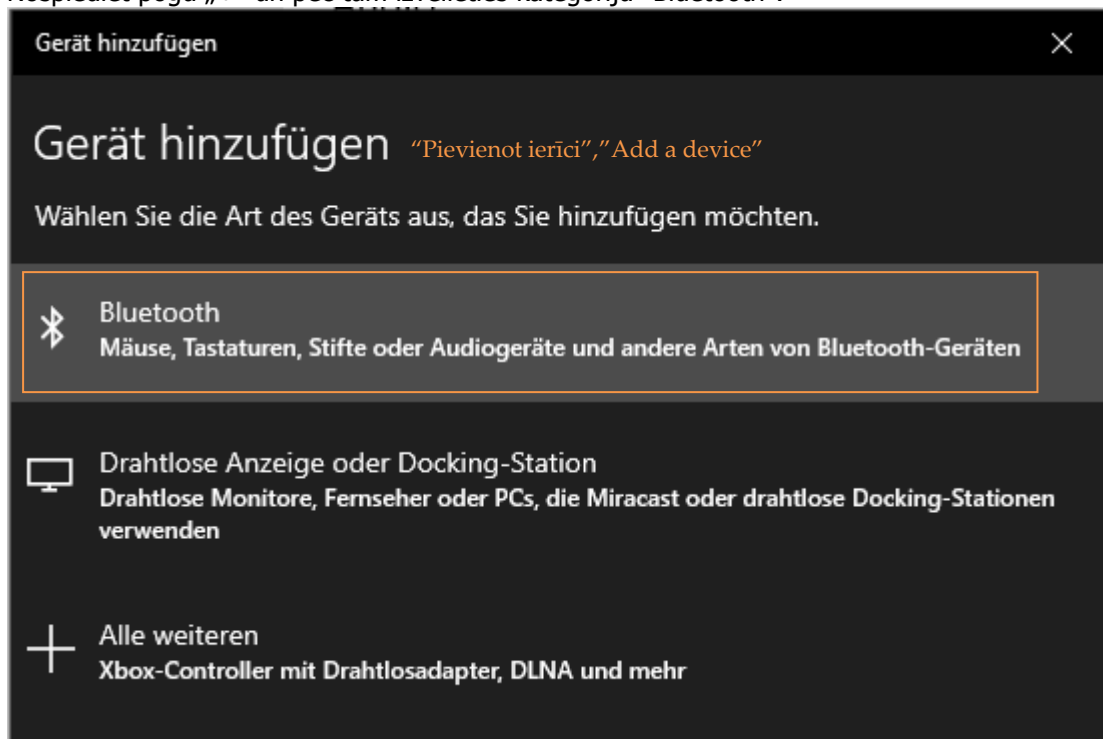 Gerät hinzufügen
Gerät hinzufügen “Pievienot ierīci”,”Add a device”
Wählen Sie die Art des Geräts aus, das Sie hinzufügen möchten.
Bluetooth
Mäuse, Tastaturen, Stifte oder Audiogeräte und andere Arten von Bluetooth-Geräten
Drahtlose Anzeige oder Docking-Station
Drahtlose Monitore, Fernseher oder PCs, die Miracast oder drahtlose Docking-Stationen
verwenden
Alle weiteren
Xbox-Controller mit Drahtlosadapter, DLNA und mehr